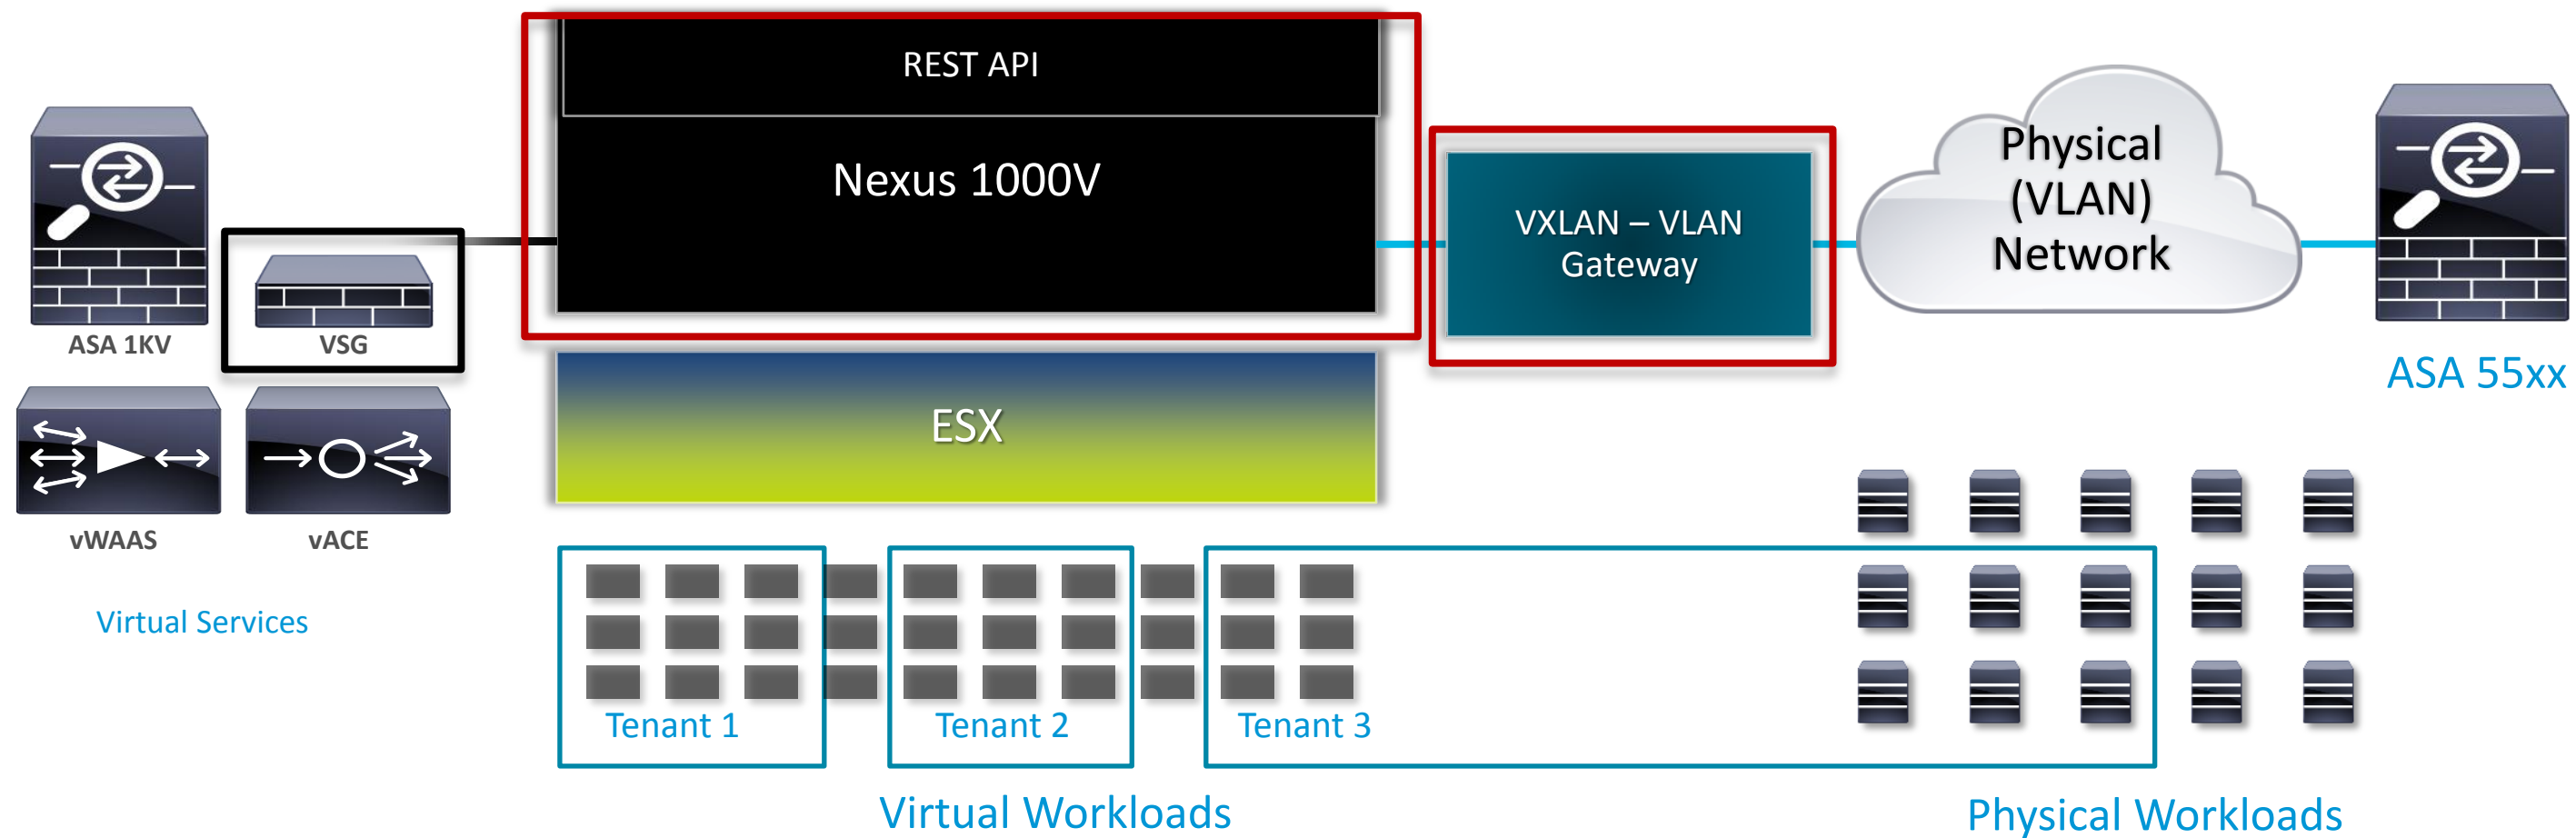 REST API
Nexus 1000V
VXLAN – VLAN
Gateway
Physical
(VLAN)
Network
ASA 1KV
VSG
ASA 55xx
ESX
vWAAS
vACE
Virtual Services
Tenant 1
Tenant 2
Tenant 3
Virtual Workloads
Physical Workloads